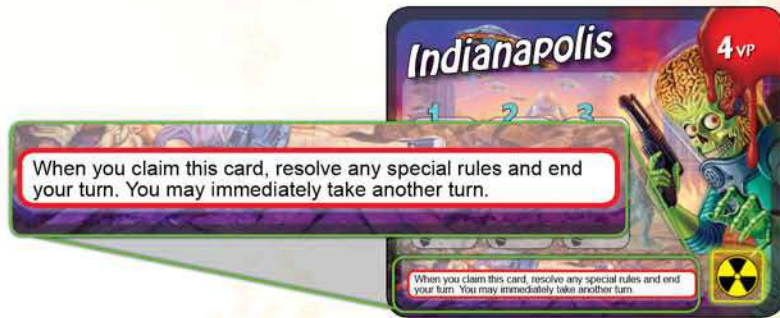 Indianapolis
4 VP
1 2 3
When you claim this card, resolve any special rules and end
your turn. You may immediately take another turn.
When you claim this card, resolve any special rules and end
your turn. You may immediately take another turn.